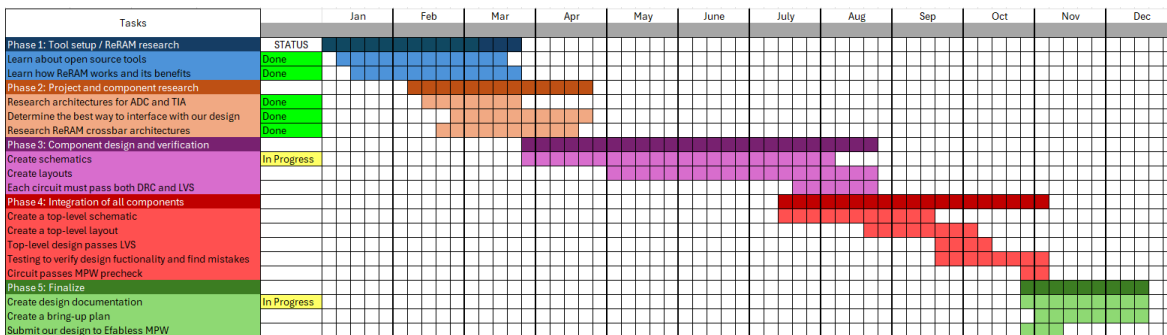 Tasks Jan Feb Mar Apr May June July Aug Sep Oct Nov Dec
Phase 1: Tool setup / ReRAM research STATUS
Learn about open source tools Done
Learn how ReRAM works and its benefits Done
Phase 2: Project and component research
Research architectures for ADC and TIA Done
Determine the best way to interface with our design Done
Research ReRAM crossbar architectures Done
Phase 3: Component design and verification
Create schematics In Progress
Create layouts
Each circuit must pass both DRC and LVS
Phase 4: Integration of all components
Create a top-level schematic
Create a top-level layout
Top-level design passes LVS
Testing to verify design fuctionality and find mistakes
Circuit passes MPW precheck
Phase 5: Finalize
Create design documentation In Progress
Create a bring-up plan
Submit our design to Efabless MPW